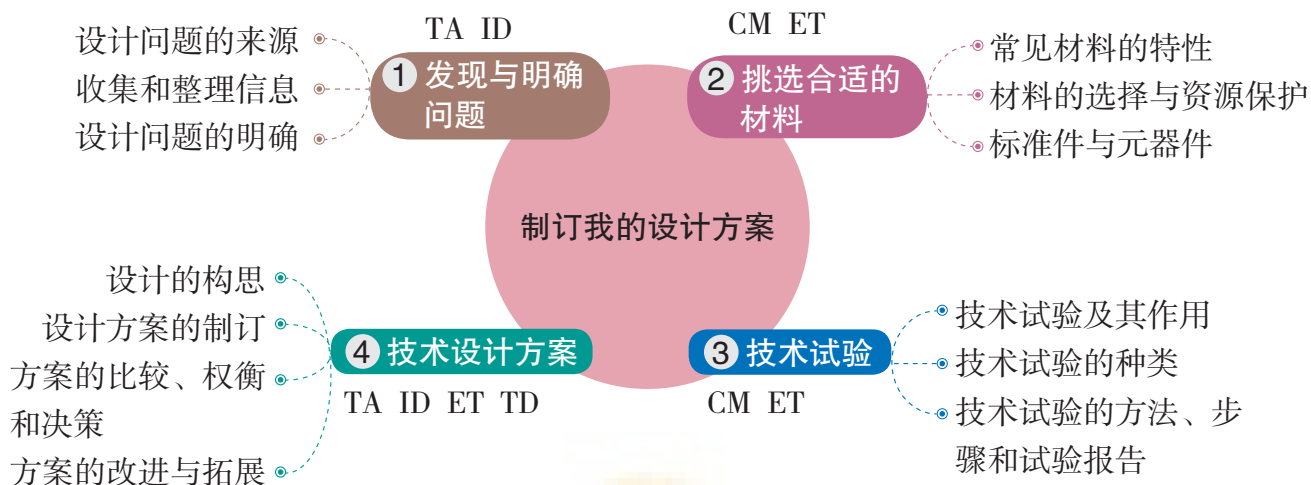 TA ID
① 发现与明确
问题
设计问题的来源
收集和整理信息
设计问题的明确
CM ET
② 挑选合适的
材料
常见材料的特性
材料的选择与资源保护
标准件与元器件
制订我的设计方案
③ 技术试验
CM ET
技术试验及其作用
技术试验的种类
技术试验的方法、步
骤和试验报告
④ 技术设计方案
TA ID ET TD
设计的构思
设计方案的制订
方案的比较、权衡
和决策
方案的改进与拓展